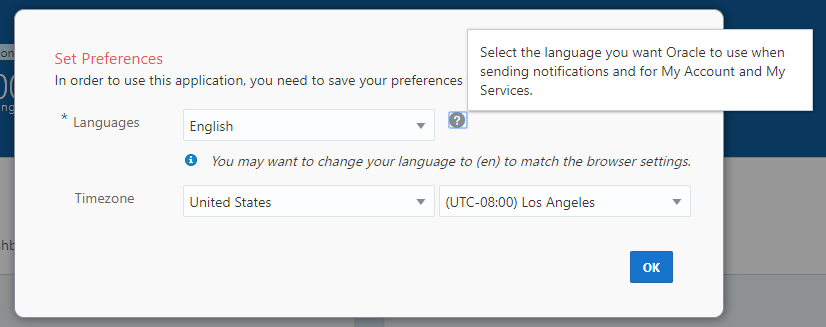 Set Preferences
In order to use this application, you need to save your preferences
Select the language you want Oracle to use when
sending notifications and for My Account and My
Services.
* Languages
English
?
You may want to change your language to (en) to match the browser settings.
Timezone
United States
(UTC-08:00) Los Angeles
OK